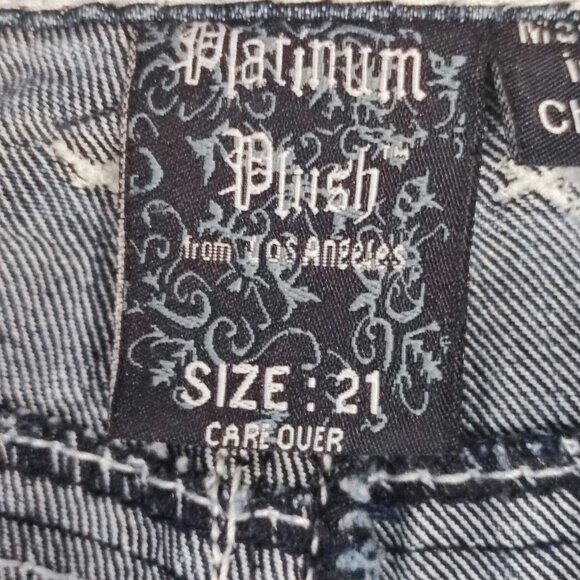 Platinum
Plush™
from Los Angeles
SIZE : 21
CARE OVER